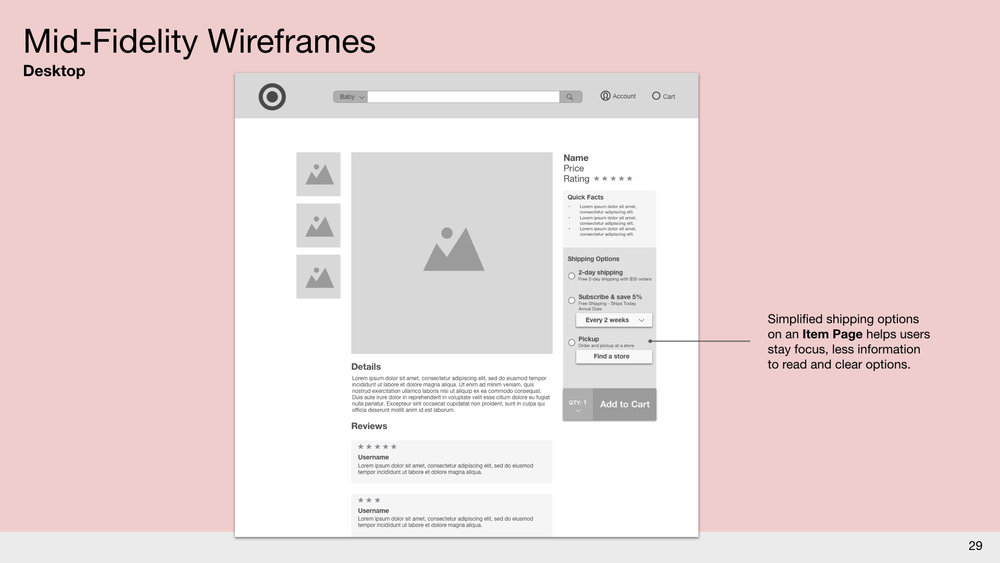 Mid-Fidelity Wireframes
Desktop
Baby
Account
Cart
Name
Price
Rating ★ ★ ★ ★ ★
Quick Facts
• Lorem ipsum dolor sit amet,
consectetur adipiscing elit.
• Lorem ipsum dolor sit amet,
consectetur adipiscing elit.
• Lorem ipsum dolor sit amet,
consectetur adipiscing elit.
Shipping Options
2-day shipping
Free 2-day shipping with $35 orders
Subscribe & save 5%
Free Shipping - Ships Today
Arrival Date
Every 2 weeks
Pickup
Order and pickup at a store
Find a store
QTY: 1
Add to Cart
Simplified shipping options
on an Item Page helps users
stay focus, less information
to read and clear options.
Details
Lorem ipsum dolor sit amet, consectetur adipiscing elit, sed do eiusmod tempor
incididunt ut labore et dolore magna aliqua. Ut enim ad minim veniam, quis
nostrud exercitation ullamco laboris nisi ut aliquip ex ea commodo consequat.
Duis aute irure dolor in reprehenderit in voluptate velit esse cillum dolore eu fugiat
nulla pariatur. Excepteur sint occaecat cupidatat non proident, sunt in culpa qui
officia deserunt mollit anim id est laborum.
Reviews
★ ★ ★ ★ ★
Username
Lorem ipsum dolor sit amet, consectetur adipiscing elit, sed do eiusmod
tempor incididunt ut labore et dolore magna aliqua.
★ ★ ★
Username
Lorem ipsum dolor sit amet, consectetur adipiscing elit, sed do eiusmod
tempor incididunt ut labore et dolore magna aliqua.
29